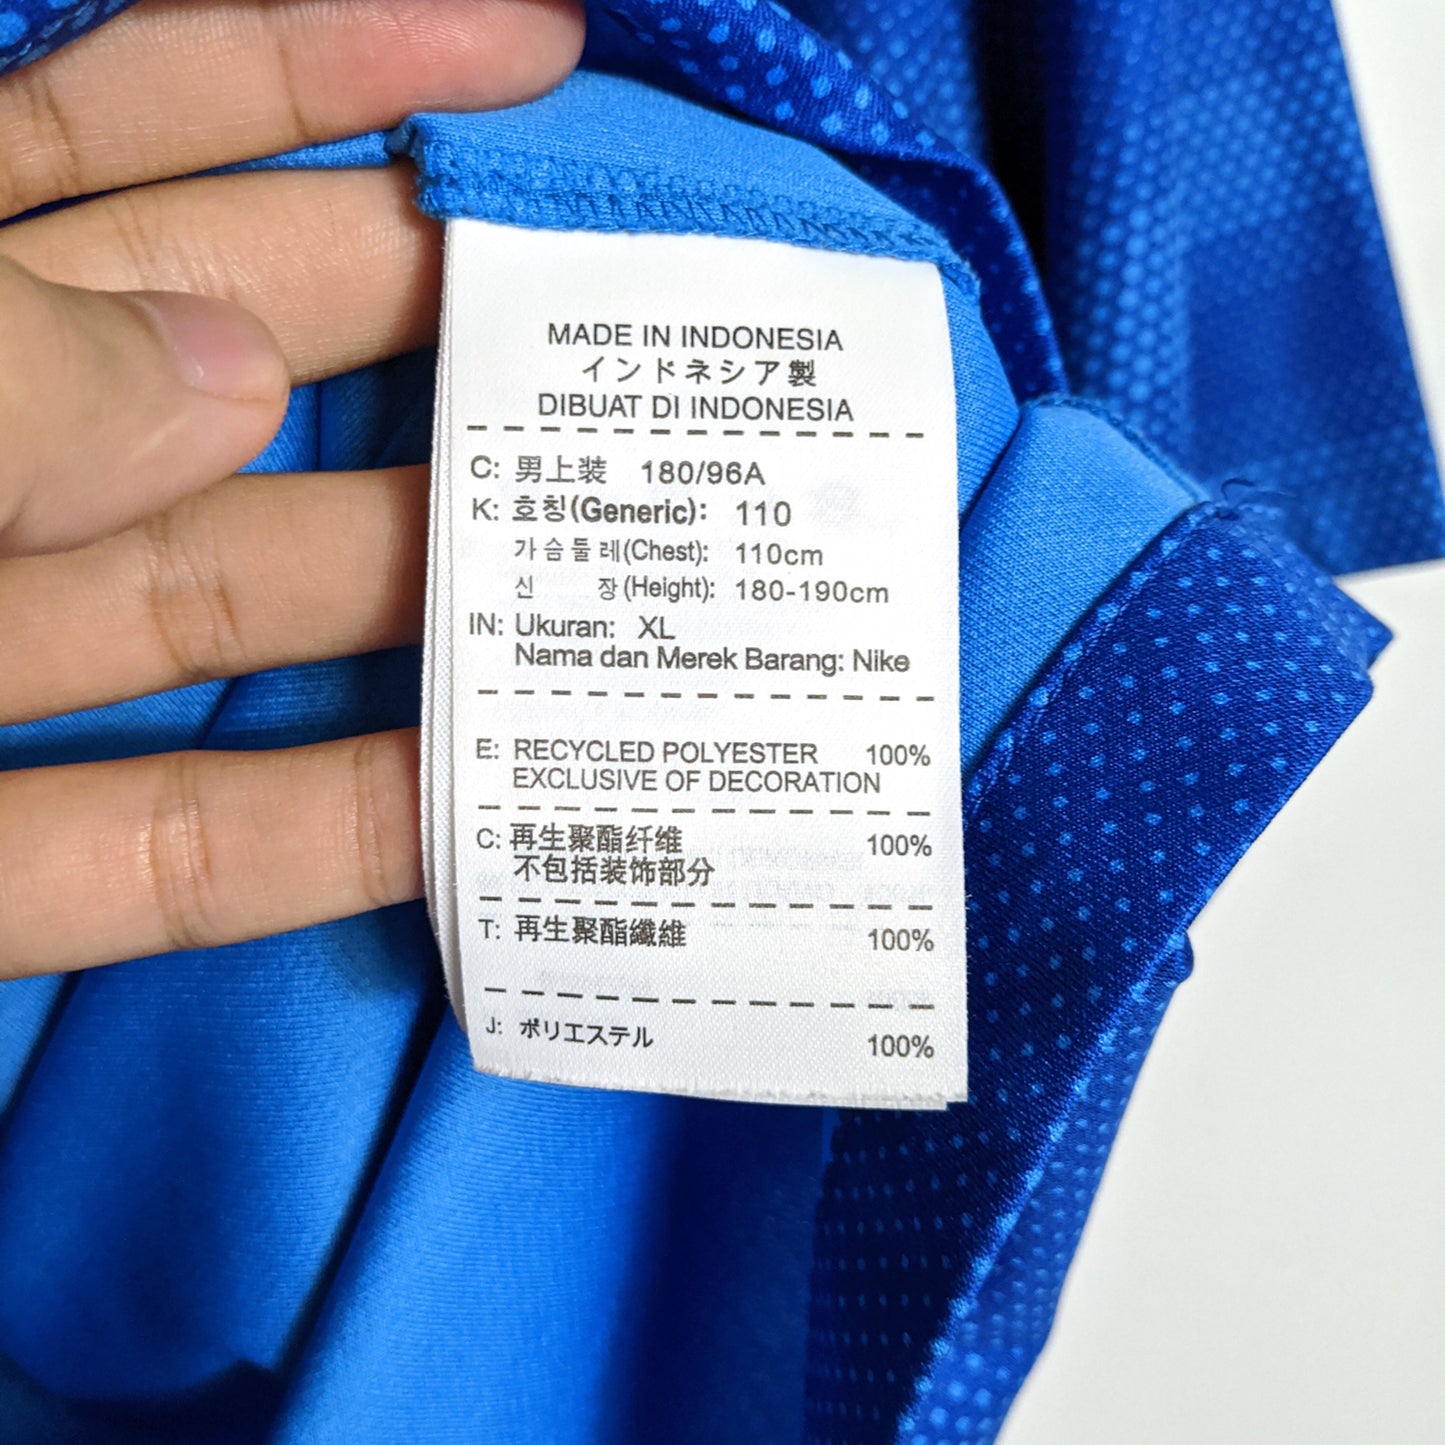 MADE IN INDONESIA
インドネシア製
DIBUAT DI INDONESIA
C: 男上装 180/96A
K: 호칭(Generic): 110
가슴둘레(Chest): 110cm
신 장(Height): 180-190cm
IN: Ukuran: XL
Nama dan Merek Barang: Nike
E: RECYCLED POLYESTER 100%
EXCLUSIVE OF DECORATION
C: 再生聚酯纤维 100%
不包括装饰部分
T: 再生聚酯纖維 100%
J: ポリエステル 100%